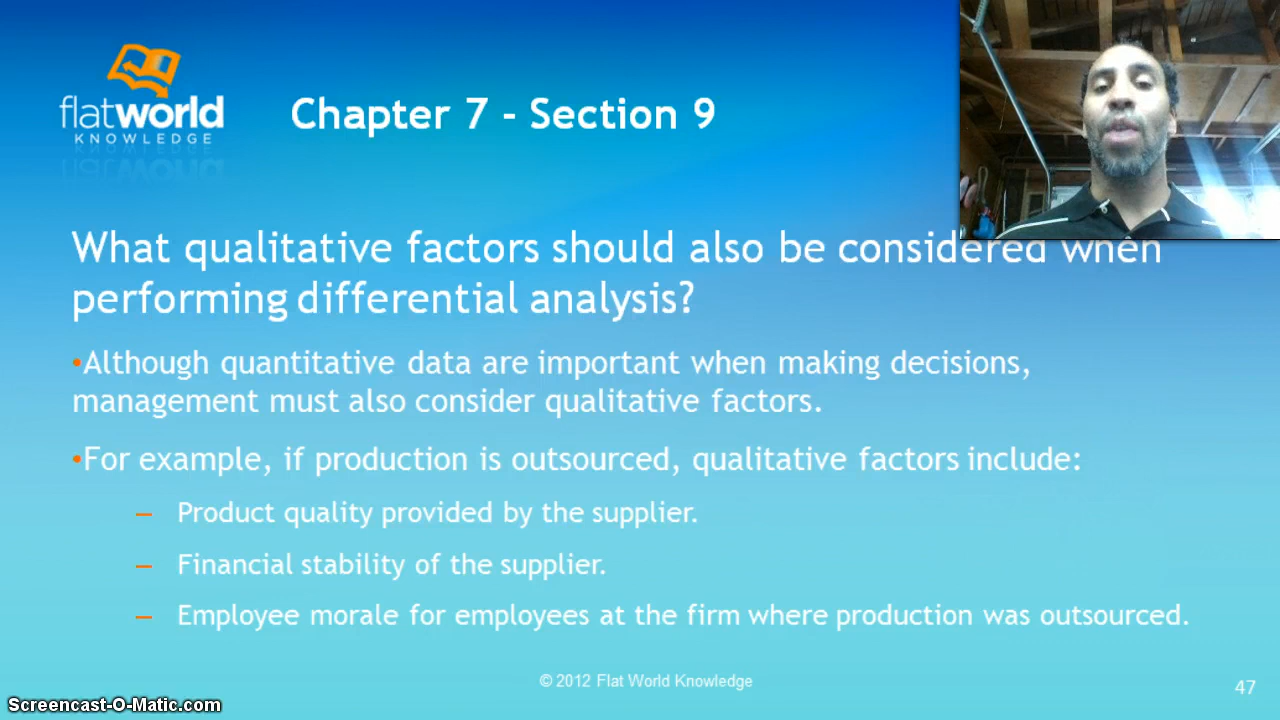 flatworld
KNOWLEDGE
Chapter 7 - Section 9
What qualitative factors should also be considered when
performing differential analysis?
•Although quantitative data are important when making decisions,
management must also consider qualitative factors.
•For example, if production is outsourced, qualitative factors include:
– Product quality provided by the supplier.
– Financial stability of the supplier.
– Employee morale for employees at the firm where production was outsourced.
© 2012 Flat World Knowledge
47
Screencast-O-Matic.com